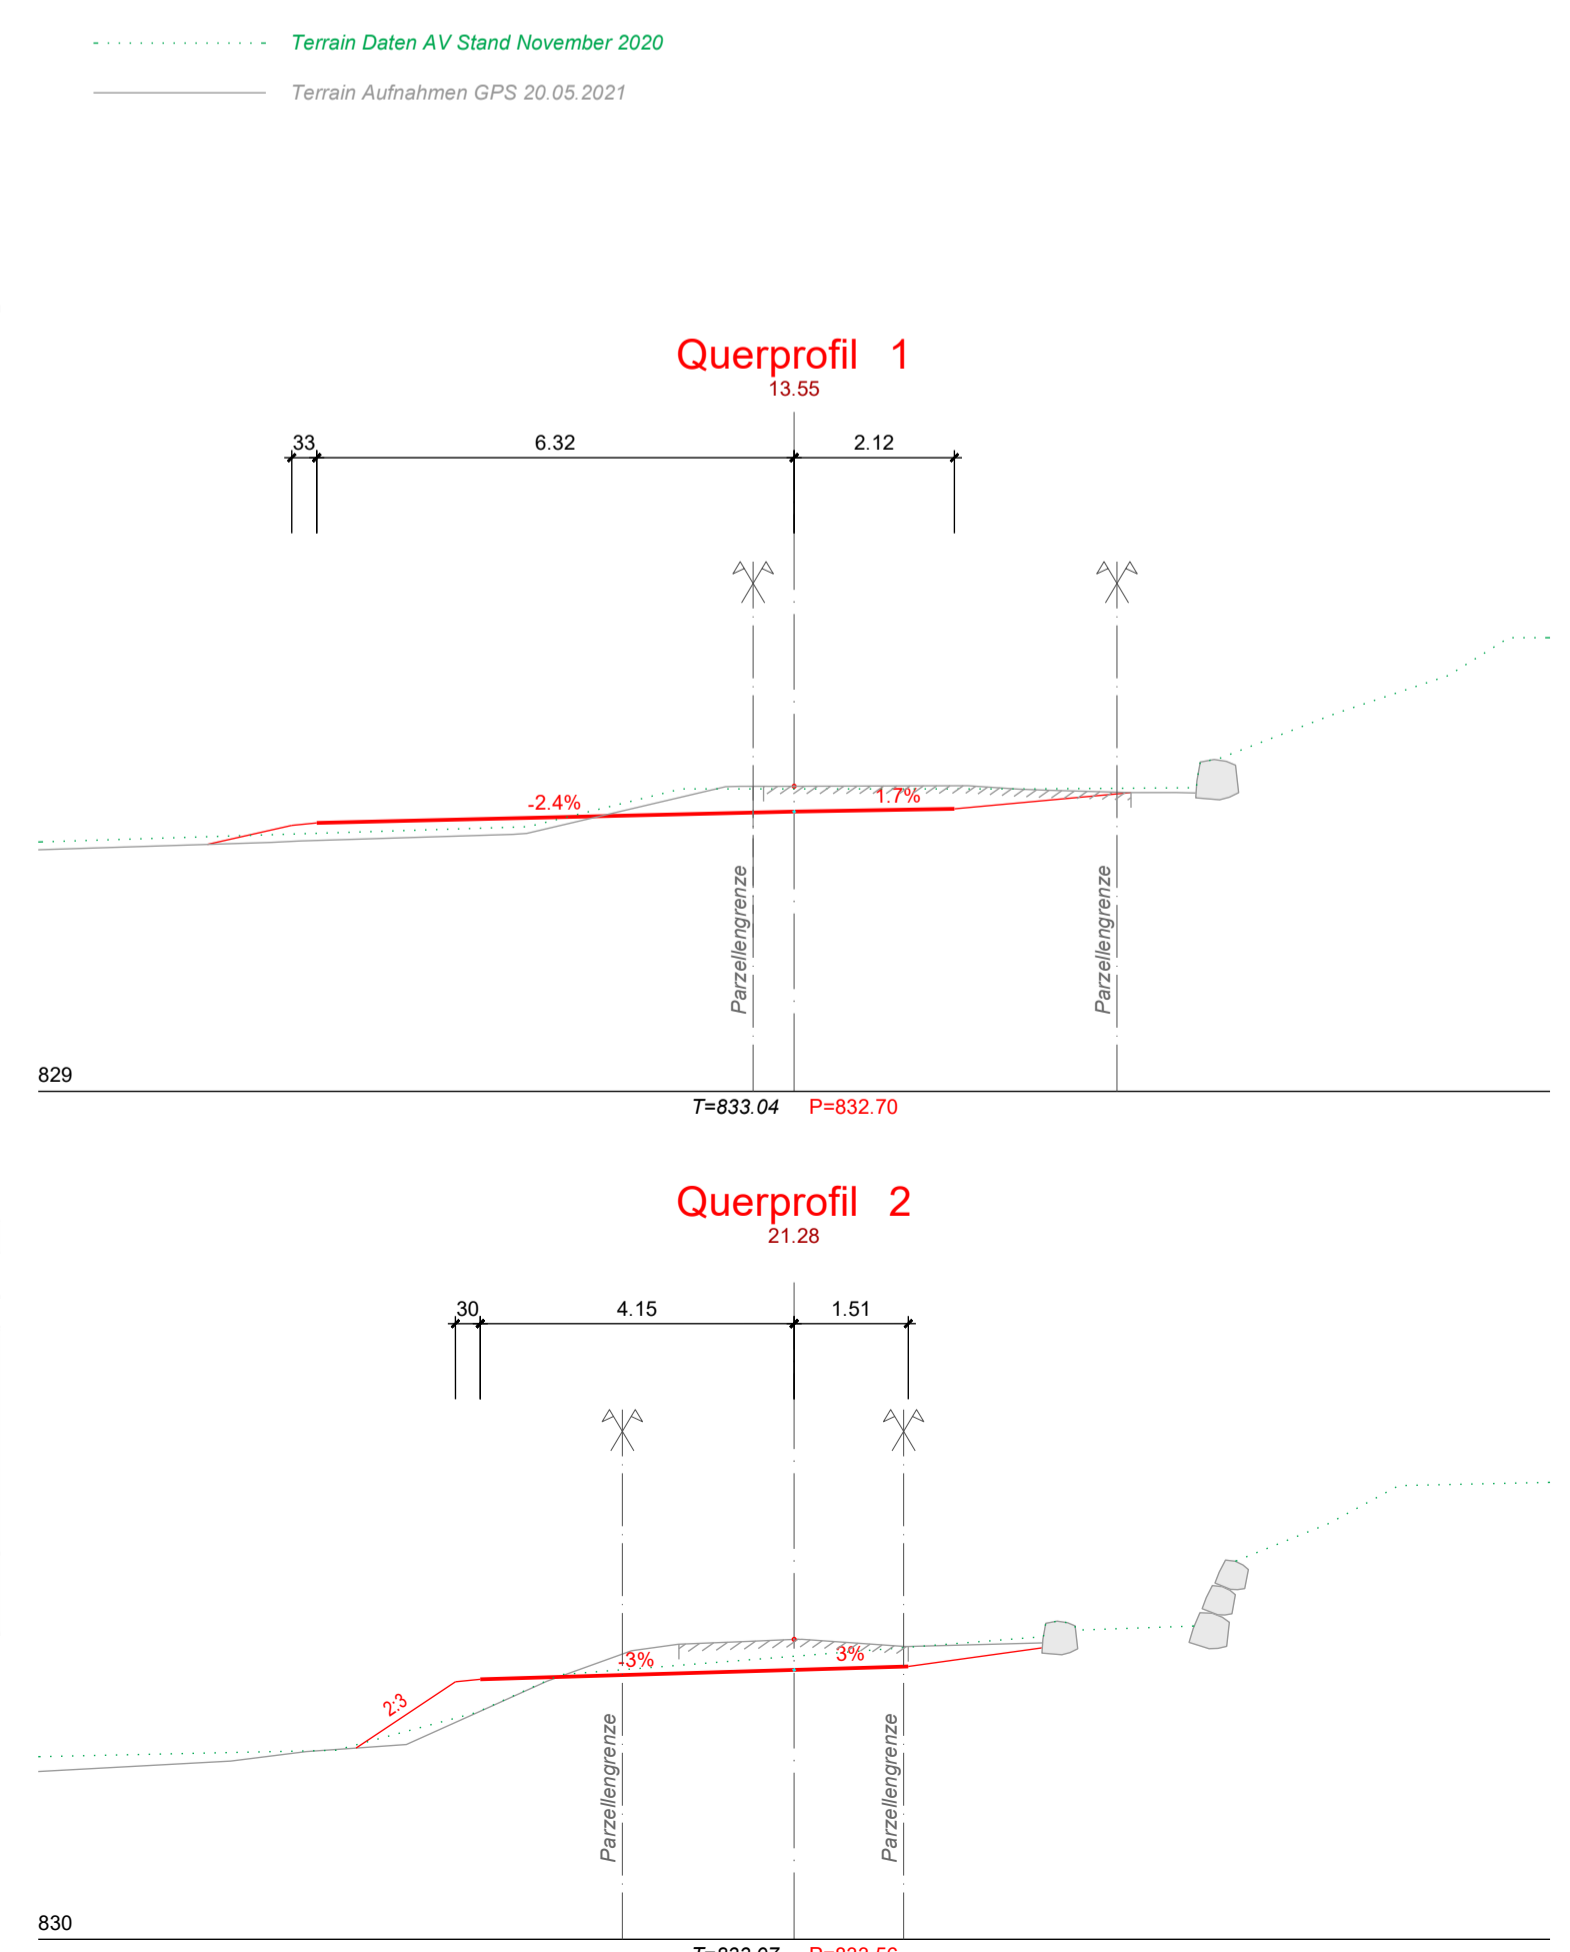 Terrain Daten AV Stand November 2020
Terrain Aufnahmen GPS 20.05.2021
Querprofil 1
13.55
33 6.32 2.12
-2.4% 1.7%
Parzellengrenze Parzellengrenze
829
T=833.04 P=832.70
Querprofil 2
21.28
30 4.15 1.51
-3% 3%
2:3
Parzellengrenze Parzellengrenze
830